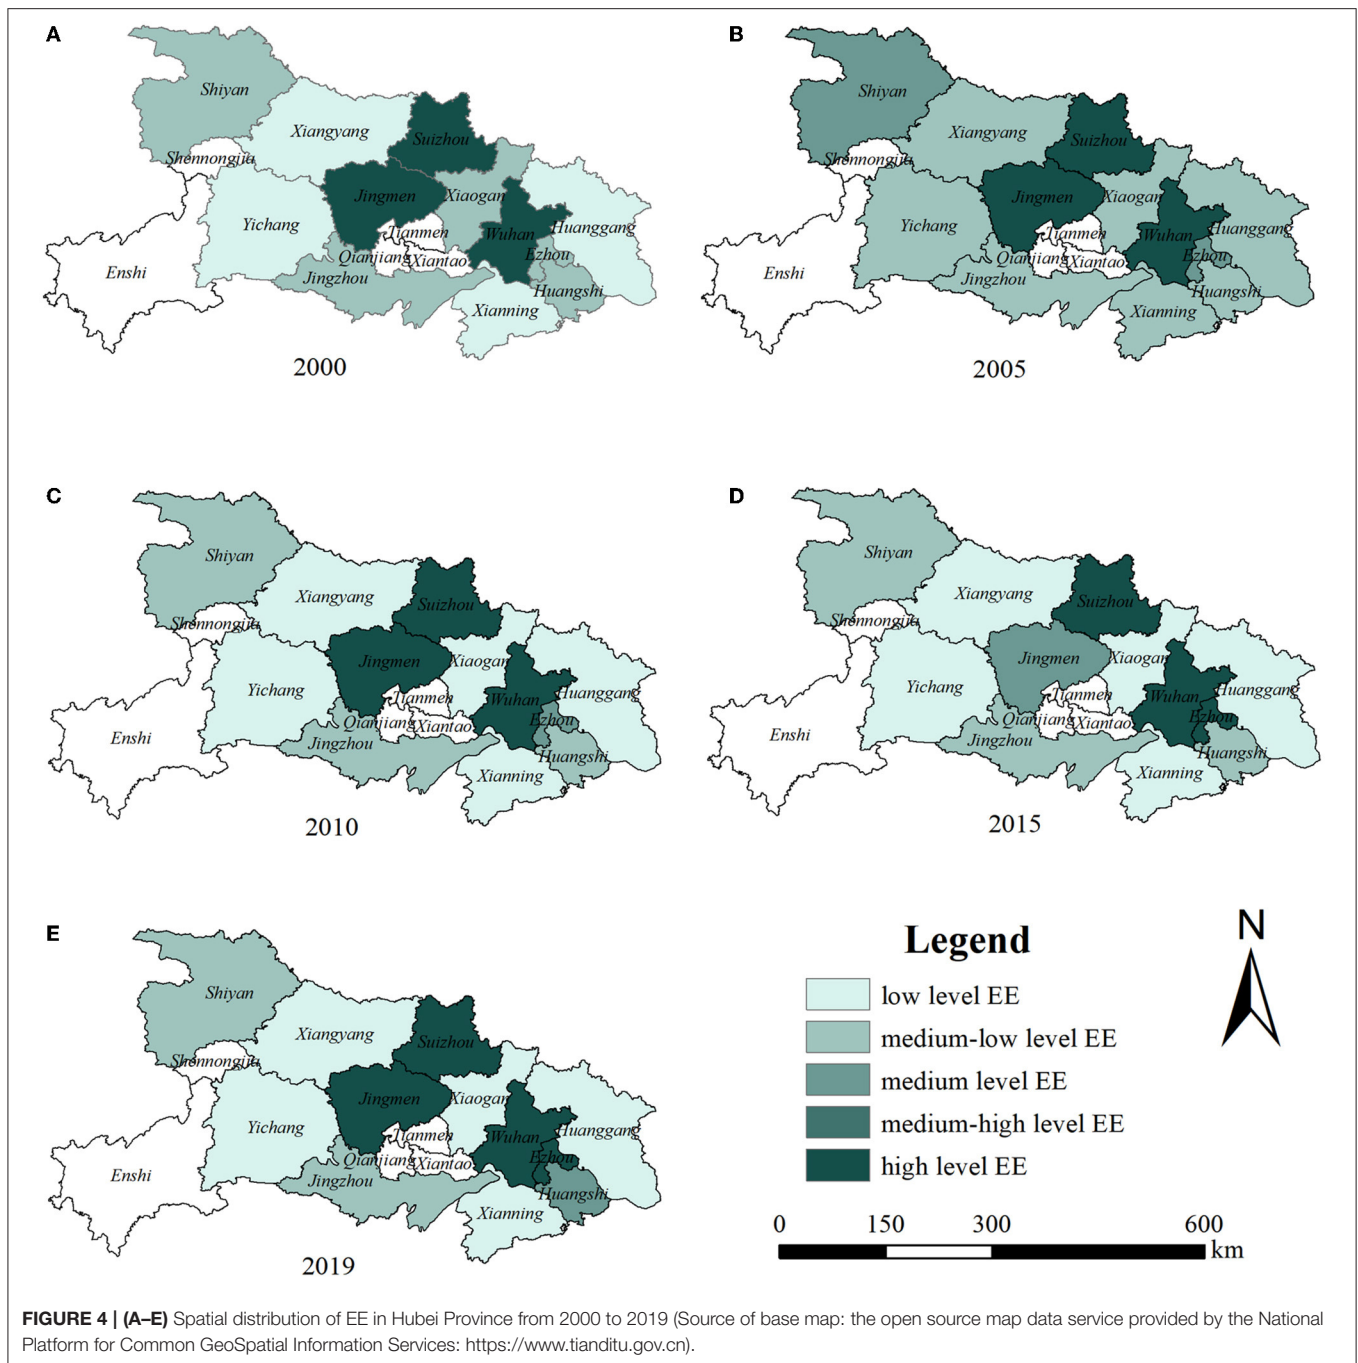 A
Shiyan
Xiangyang
Suizhou
Shennongjia
Jingmen
Xiaogan
Yichang
Tianmen
Wuhan
Huanggang
Qianjiang
Xiantao
Ezhou
Enshi
Jingzhou
Huangshi
Xianning
2000
B
Shiyan
Xiangyang
Suizhou
Shennongjia
Jingmen
Xiaogan
Yichang
Tianmen
Wuhan
Huanggang
Qianjiang
Xiantao
Ezhou
Enshi
Jingzhou
Huangshi
Xianning
2005
C
Shiyan
Xiangyang
Suizhou
Shennongjia
Jingmen
Xiaogan
Yichang
Tianmen
Wuhan
Huanggang
Qianjiang
Xiantao
Ezhou
Enshi
Jingzhou
Huangshi
Xianning
2010
D
Shiyan
Xiangyang
Suizhou
Shennongjia
Jingmen
Xiaogan
Yichang
Tianmen
Wuhan
Huanggang
Qianjiang
Xiantao
Ezhou
Enshi
Jingzhou
Huangshi
Xianning
2015
E
Shiyan
Xiangyang
Suizhou
Shennongjia
Jingmen
Xiaogan
Yichang
Tianmen
Wuhan
Huanggang
Qianjiang
Xiantao
Ezhou
Enshi
Jingzhou
Huangshi
Xianning
2019
Legend
low level EE
medium-low level EE
medium level EE
medium-high level EE
high level EE
N
0 150 300 600
km
FIGURE 4 | (A–E) Spatial distribution of EE in Hubei Province from 2000 to 2019 (Source of base map: the open source map data service provided by the National
Platform for Common GeoSpatial Information Services: https://www.tianditu.gov.cn).